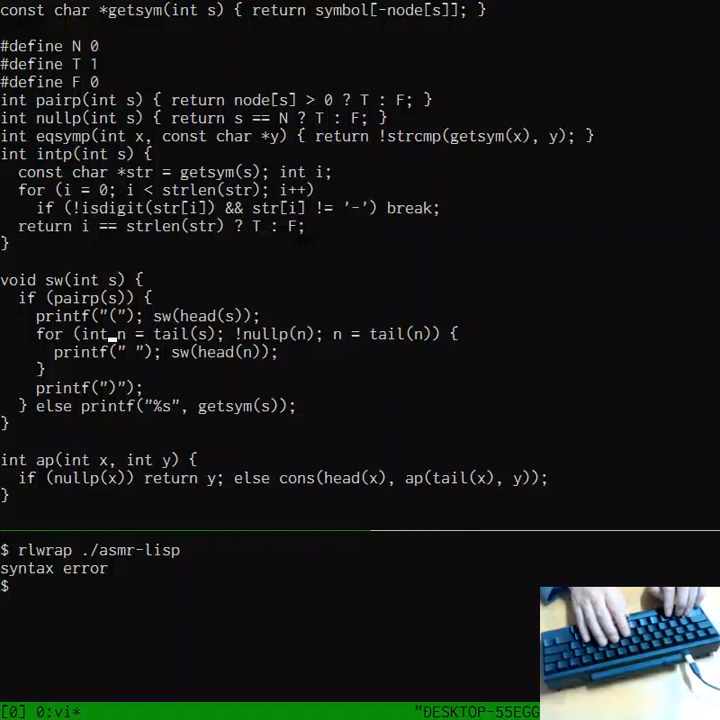 const char *getsym(int s) { return symbol[-node[s]]; }
#define N 0
#define T 1
#define F 0
int pairp(int s) { return node[s] > 0 ? T : F; }
int nullp(int s) { return s == N ? T : F; }
int eqsymp(int x, const char *y) { return !strcmp(getsym(x), y); }
int intp(int s) {
  const char *str = getsym(s); int i;
  for (i = 0; i < strlen(str); i++)
    if (!isdigit(str[i]) && str[i] != '-') break;
  return i == strlen(str) ? T : F;
}
void sw(int s) {
  if (pairp(s)) {
    printf("("); sw(head(s));
    for (int n = tail(s); !nullp(n); n = tail(n)) {
      printf(" "); sw(head(n));
    }
    printf(")");
  } else printf("%s", getsym(s));
}
int ap(int x, int y) {
  if (nullp(x)) return y; else cons(head(x), ap(tail(x), y));
}
$ rlwrap ./asmr-lisp
syntax error
$
[0] 0:vi* "DESKTOP-55EGG